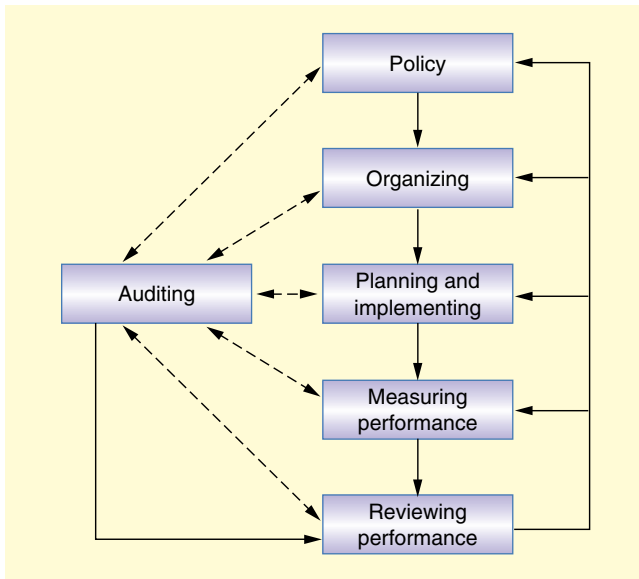 Policy
Organizing
Auditing
Planning and
implementing
Measuring
performance
Reviewing
performance